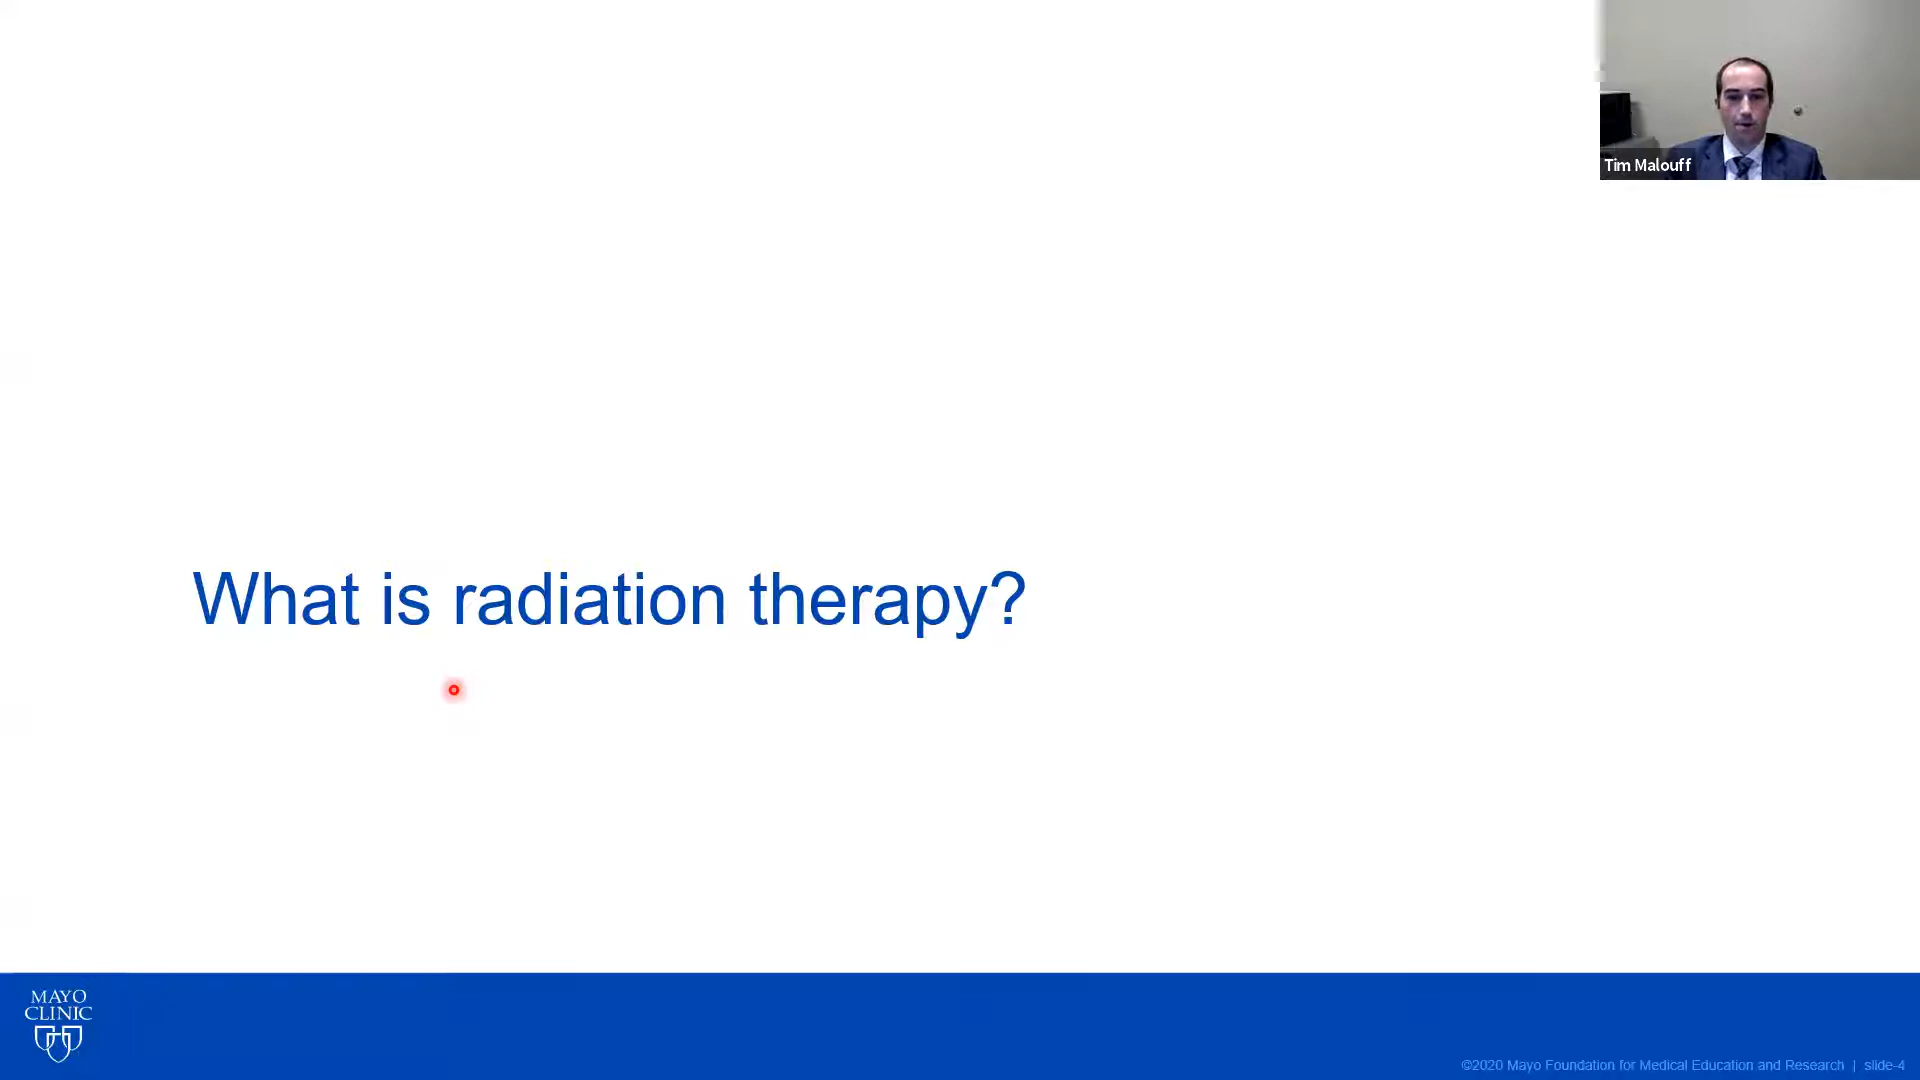 Tim Malouff
What is radiation therapy?
MAYO
CLINIC
©2020 Mayo Foundation for Medical Education and Research | slide-4